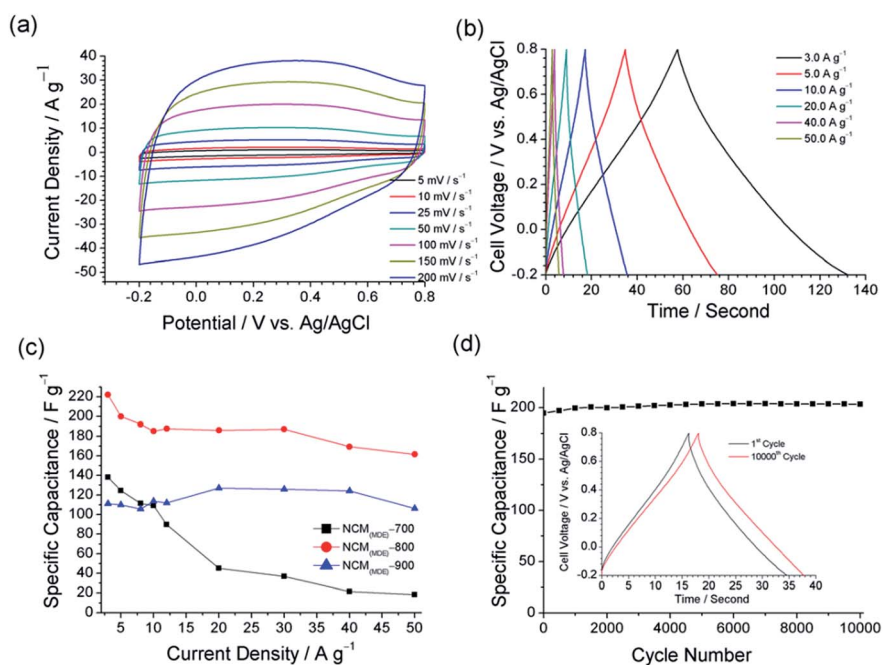 (a)
Current Density / A g⁻¹
40
30
20
10
0
-10
-20
-30
-40
-50
-0.2
0.0
0.2
0.4
0.6
0.8
Potential / V vs. Ag/AgCl
5 mV / s⁻¹
10 mV / s⁻¹
25 mV / s⁻¹
50 mV / s⁻¹
100 mV / s⁻¹
150 mV / s⁻¹
200 mV / s⁻¹
(b)
Cell Voltage / V vs. Ag/AgCl
0.8
0.6
0.4
0.2
0.0
-0.2
0
20
40
60
80
100
120
140
Time / Second
3.0 A g⁻¹
5.0 A g⁻¹
10.0 A g⁻¹
20.0 A g⁻¹
40.0 A g⁻¹
50.0 A g⁻¹
(c)
Specific Capacitance / F g⁻¹
220
200
180
160
140
120
100
80
60
40
20
0
5
10
15
20
25
30
35
40
45
50
Current Density / A g⁻¹
NCM(MDE)–700
NCM(MDE)–800
NCM(MDE)–900
(d)
Specific Capacitance / F g⁻¹
250
200
150
100
50
0
0
2000
4000
6000
8000
10000
Cycle Number
Cell Voltage / V vs. Ag/AgCl
0.8
0.6
0.4
0.2
0.0
-0.2
0
5
10
15
20
25
30
35
40
Time / Second
1st Cycle
10000th Cycle